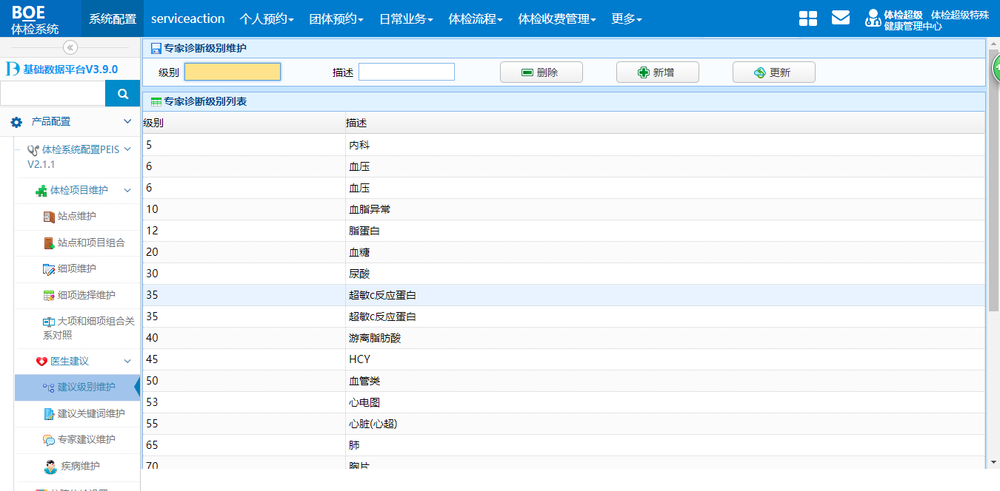 BOE
体检系统
系统配置
serviceaction
个人预约
团体预约
日常业务
体检流程
体检收费管理
更多
体检超级 体检超级特殊
健康管理中心
基础数据平台V3.9.0
产品配置
体检系统配置PEIS
V2.1.1
体检项目维护
站点维护
站点和项目组合
细项维护
细项选择维护
大项和细项组合关
系对照
医生建议
建议级别维护
建议关键词维护
专家建议维护
疾病维护
专家诊断级别维护
级别
描述
删除
新增
更新
专家诊断级别列表
级别 描述
5 内科
6 血压
6 血压
10 血脂异常
12 脂蛋白
20 血糖
30 尿酸
35 超敏c反应蛋白
35 超敏c反应蛋白
40 游离脂肪酸
45 HCY
50 血管类
53 心电图
55 心脏(心超)
65 肺
70 胸片